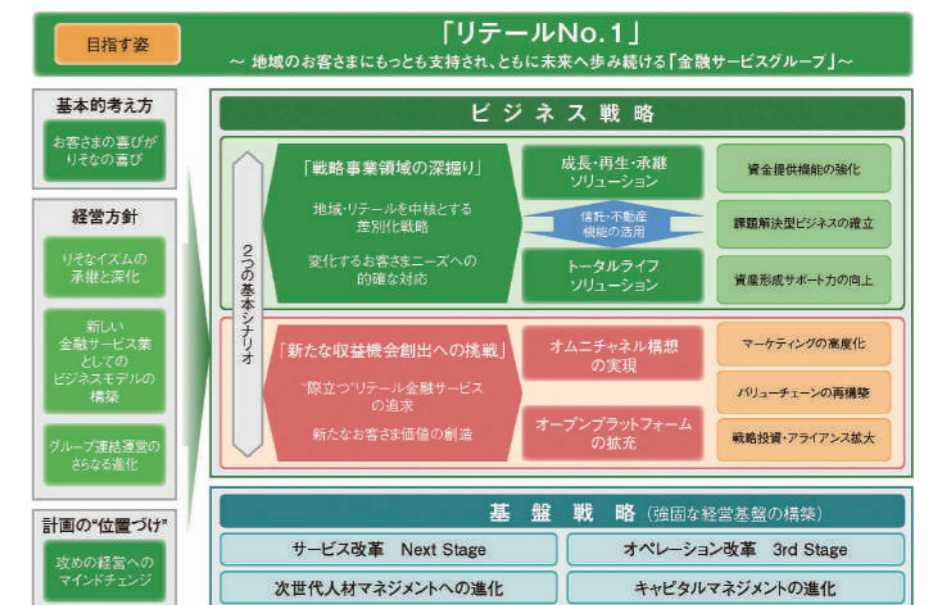 目指す姿
「リテールNo.1」
～ 地域のお客さまにもっとも支持され、ともに未来へ歩み続ける「金融サービスグループ」～
基本的考え方
お客さまの喜びが
りそなの喜び
経営方針
りそなイズムの
承継と深化
新しい
金融サービス業
としての
ビジネスモデルの
構築
グループ連結運営の
さらなる進化
計画の“位置づけ”
攻めの経営への
マインドチェンジ
ビジネス戦略
2つの基本シナリオ
「戦略事業領域の深掘り」
地域・リテールを中核とする
差別化戦略
変化するお客さまニーズへの
的確な対応
成長・再生・承継
ソリューション
信託・不動産
機能の活用
トータルライフ
ソリューション
資金提供機能の強化
課題解決型ビジネスの確立
資産形成サポート力の向上
「新たな収益機会創出への挑戦」
“際立つ”リテール金融サービス
の追求
新たなお客さま価値の創造
オムニチャネル構想
の実現
オープンプラットフォーム
の拡充
マーケティングの高度化
バリューチェーンの再構築
戦略投資・アライアンス拡大
基盤戦略（強固な経営基盤の構築）
サービス改革 Next Stage
オペレーション改革 3rd Stage
次世代人材マネジメントへの進化
キャピタルマネジメントの進化